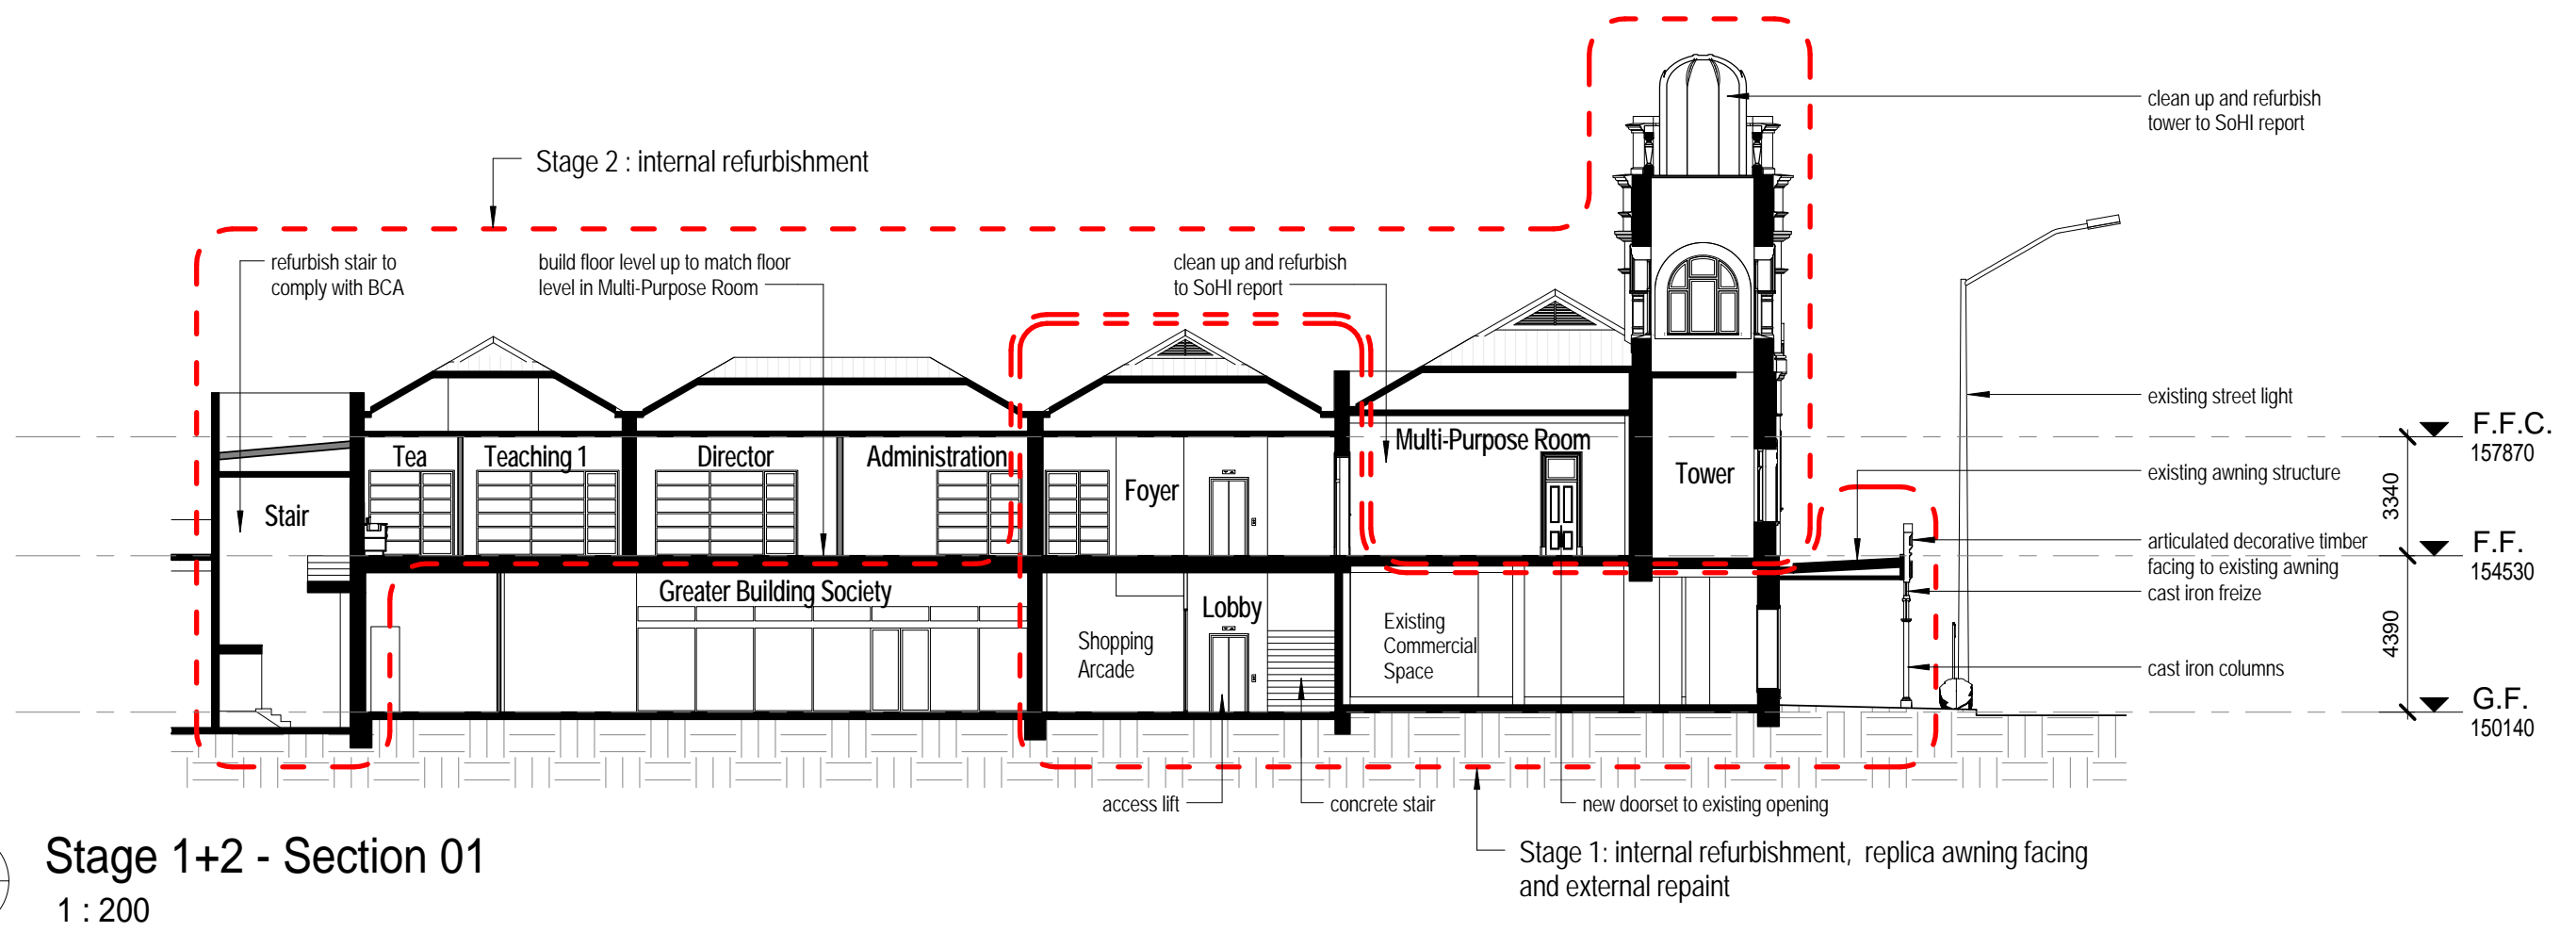 clean up and refurbish
tower to SoHI report
Stage 2 : internal refurbishment
refurbish stair to
comply with BCA
build floor level up to match floor
level in Multi-Purpose Room
clean up and refurbish
to SoHI report
existing street light
F.F.C.
157870
Multi-Purpose Room
Tea
Teaching 1
Director
Administration
existing awning structure
Tower
Foyer
3340
Stair
articulated decorative timber
facing to existing awning
F.F.
154530
Greater Building Society
cast iron freize
Lobby
Shopping
Arcade
Existing
Commercial
Space
4390
cast iron columns
G.F.
150140
access lift
concrete stair
new doorset to existing opening
Stage 1+2 - Section 01
1 : 200
Stage 1: internal refurbishment, replica awning facing
and external repaint